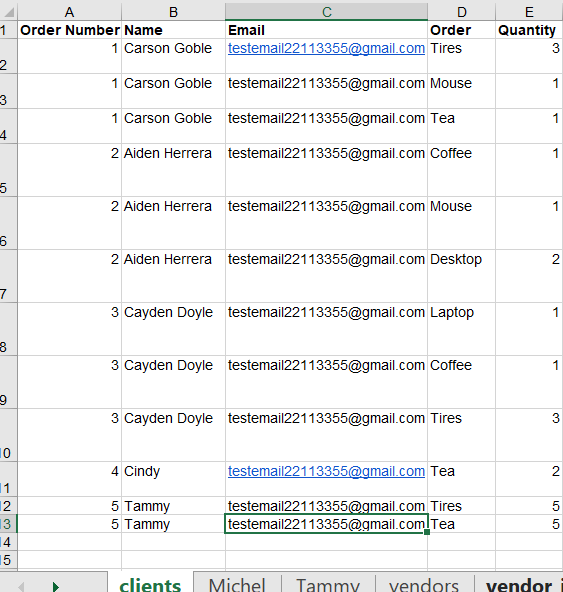 A B C D E
1 Order Number Name Email Order Quantity
2 1 Carson Goble testemail22113355@gmail.com Tires 3
3 1 Carson Goble testemail22113355@gmail.com Mouse 1
4 1 Carson Goble testemail22113355@gmail.com Tea 1
5 2 Aiden Herrera testemail22113355@gmail.com Coffee 1
6 2 Aiden Herrera testemail22113355@gmail.com Mouse 1
7 2 Aiden Herrera testemail22113355@gmail.com Desktop 2
8 3 Cayden Doyle testemail22113355@gmail.com Laptop 1
9 3 Cayden Doyle testemail22113355@gmail.com Coffee 1
10 3 Cayden Doyle testemail22113355@gmail.com Tires 3
11 4 Cindy testemail22113355@gmail.com Tea 2
12 5 Tammy testemail22113355@gmail.com Tires 5
13 5 Tammy testemail22113355@gmail.com Tea 5
14
15
clients Michel Tammy vendors